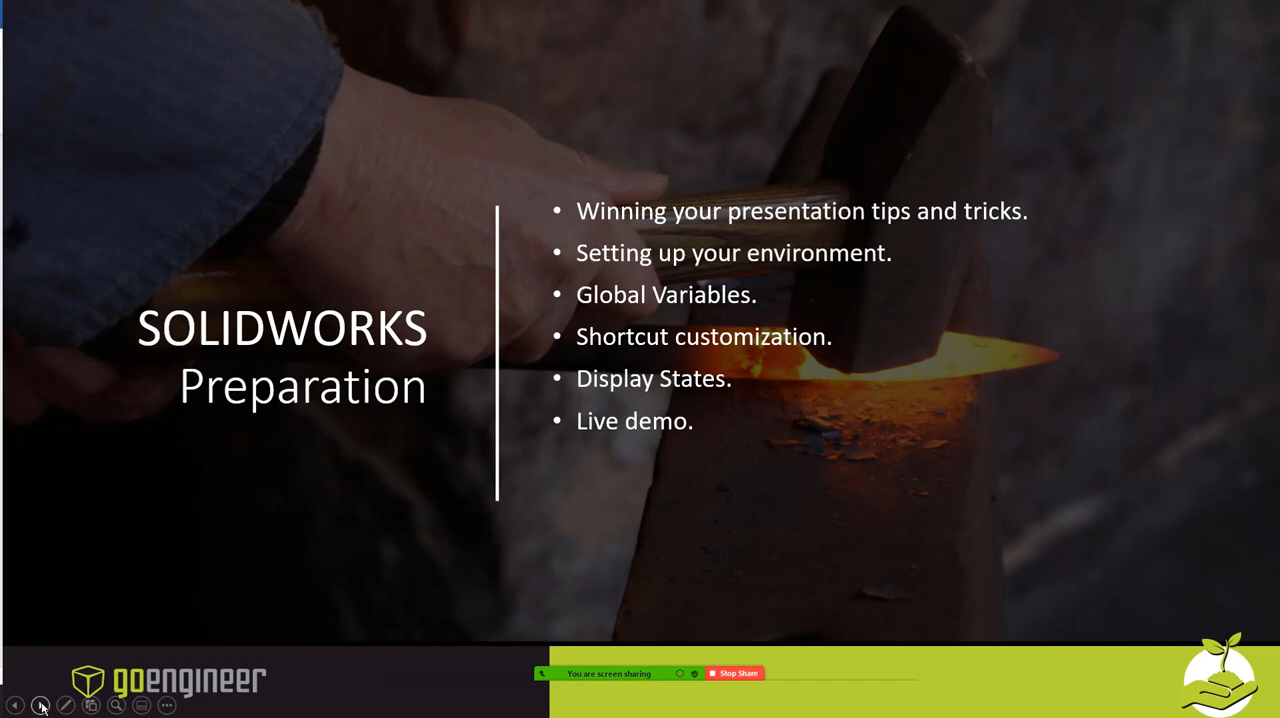 SOLIDWORKS
Preparation
• Winning your presentation tips and tricks.
• Setting up your environment.
• Global Variables.
• Shortcut customization.
• Display States.
• Live demo.
goengineer
You are screen sharing
Stop Share